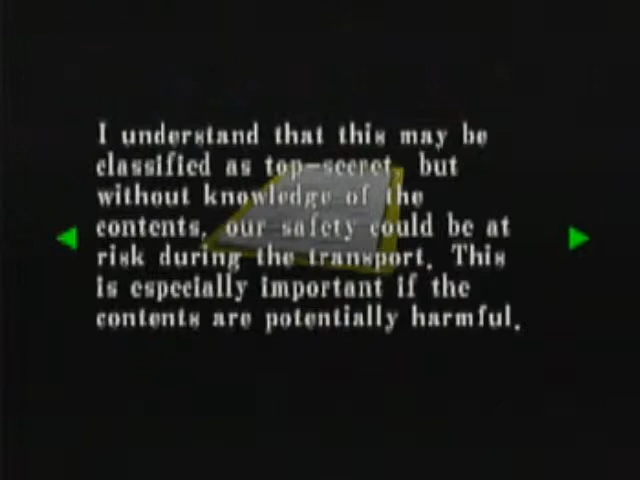 I understand that this may be
classified as top-secret, but
without knowledge of the
contents, our safety could be at
risk during the transport. This
is especially important if the
contents are potentially harmful.